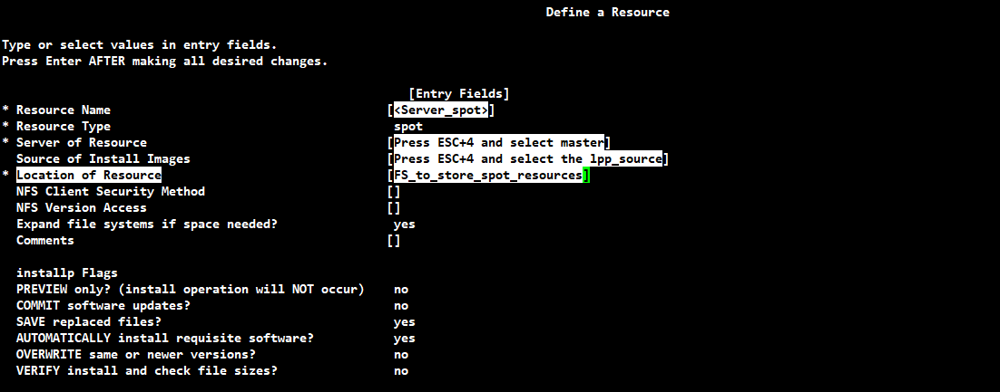 Define a Resource
Type or select values in entry fields.
Press Enter AFTER making all desired changes.
[Entry Fields]
* Resource Name [<Server_spot>]
* Resource Type spot
* Server of Resource [Press ESC+4 and select master]
Source of Install Images [Press ESC+4 and select the lpp_source]
* Location of Resource [FS_to_store_spot_resources]
NFS Client Security Method []
NFS Version Access []
Expand file systems if space needed? yes
Comments []
installp Flags
PREVIEW only? (install operation will NOT occur) no
COMMIT software updates? no
SAVE replaced files? yes
AUTOMATICALLY install requisite software? yes
OVERWRITE same or newer versions? no
VERIFY install and check file sizes? no